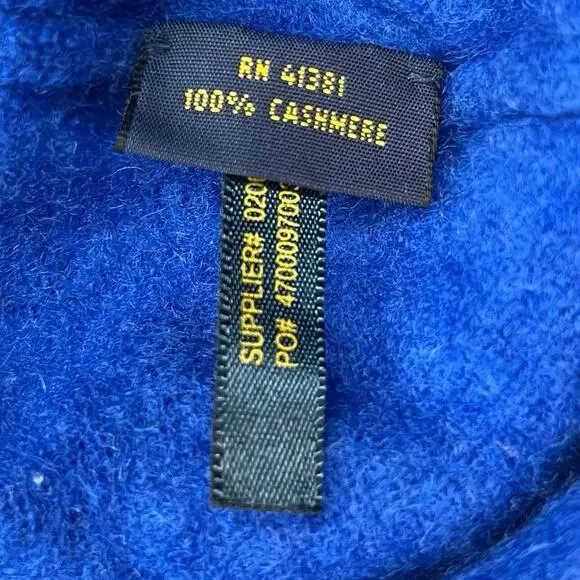 RN 41381
100% CASHMERE
SUPPLIER# 020
PO# 470009700